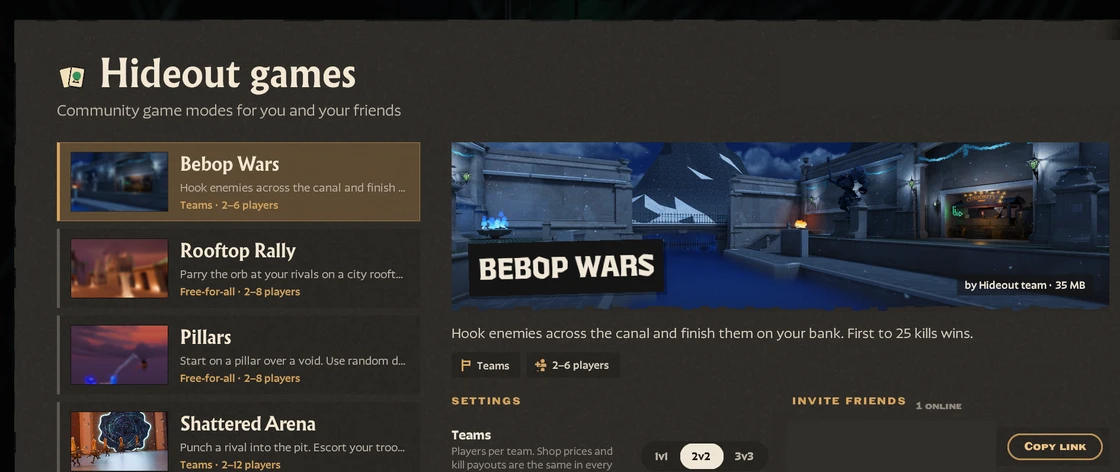 Hideout games
Community game modes for you and your friends
Bebop Wars
Hook enemies across the canal and finish ...
Teams · 2–6 players
Rooftop Rally
Parry the orb at your rivals on a city rooft...
Free-for-all · 2–8 players
Pillars
Start on a pillar over a void. Use random d...
Free-for-all · 2–8 players
Shattered Arena
Punch a rival into the pit. Escort your troo...
Teams · 2–12 players
BEBOP WARS
by Hideout team · 35 MB
Hook enemies across the canal and finish them on your bank. First to 25 kills wins.
Teams
2–6 players
SETTINGS
Teams
Players per team. Shop prices and
kill payouts are the same in every
1v1 2v2 3v3
INVITE FRIENDS 1 ONLINE
COPY LINK